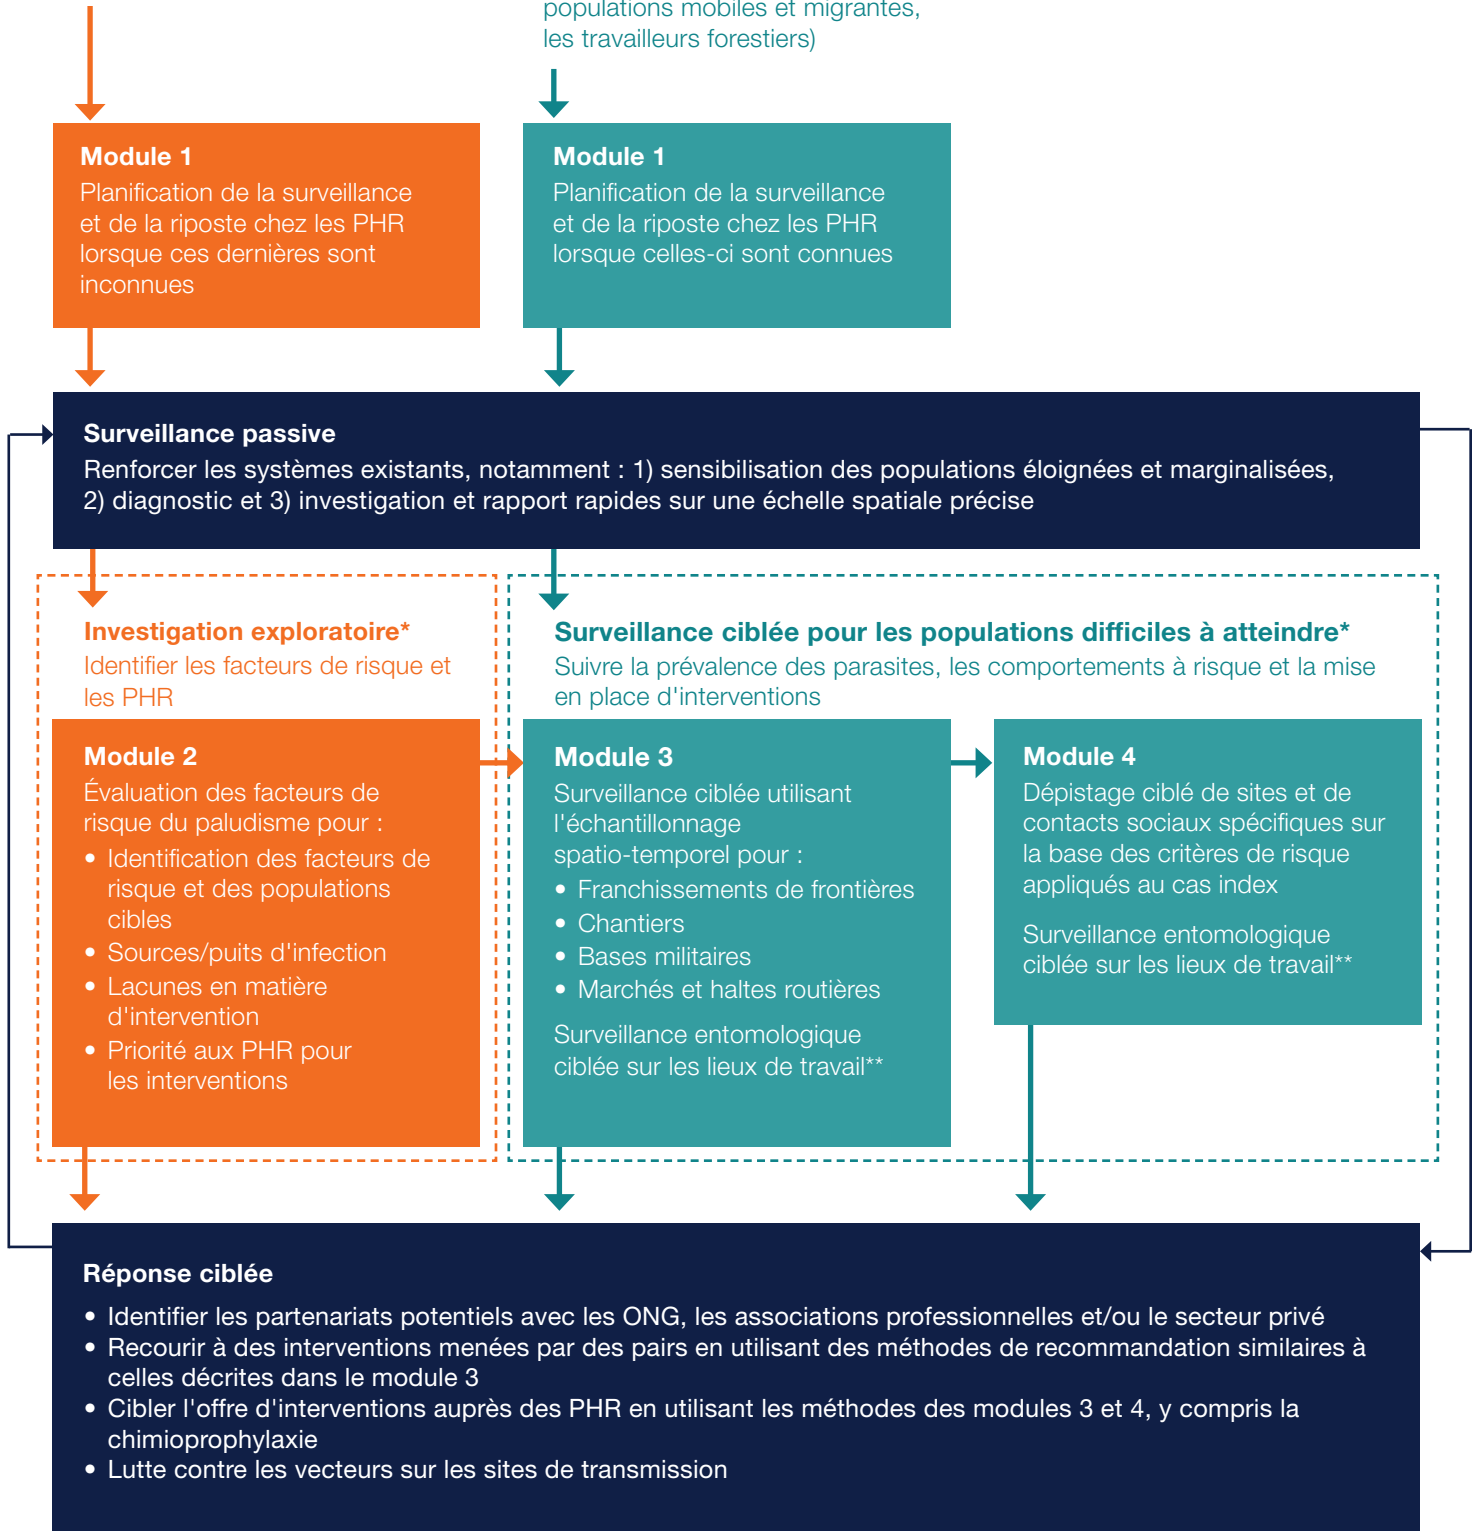 populations mobiles et migrantes,
les travailleurs forestiers)
Module 1
Planification de la surveillance
et de la riposte chez les PHR
lorsque ces dernières sont
inconnues
Module 1
Planification de la surveillance
et de la riposte chez les PHR
lorsque celles-ci sont connues
Surveillance passive
Renforcer les systèmes existants, notamment : 1) sensibilisation des populations éloignées et marginalisées,
2) diagnostic et 3) investigation et rapport rapides sur une échelle spatiale précise
Investigation exploratoire*
Identifier les facteurs de risque et
les PHR
Surveillance ciblée pour les populations difficiles à atteindre*
Suivre la prévalence des parasites, les comportements à risque et la mise
en place d'interventions
Module 2
Évaluation des facteurs de
risque du paludisme pour :
• Identification des facteurs de
risque et des populations
cibles
• Sources/puits d'infection
• Lacunes en matière
d'intervention
• Priorité aux PHR pour
les interventions
Module 3
Surveillance ciblée utilisant
l'échantillonnage
spatio-temporel pour :
• Franchissements de frontières
• Chantiers
• Bases militaires
• Marchés et haltes routières
Surveillance entomologique
ciblée sur les lieux de travail**
Module 4
Dépistage ciblé de sites et de
contacts sociaux spécifiques sur
la base des critères de risque
appliqués au cas index
Surveillance entomologique
ciblée sur les lieux de travail**
Réponse ciblée
• Identifier les partenariats potentiels avec les ONG, les associations professionnelles et/ou le secteur privé
• Recourir à des interventions menées par des pairs en utilisant des méthodes de recommandation similaires à
celles décrites dans le module 3
• Cibler l'offre d'interventions auprès des PHR en utilisant les méthodes des modules 3 et 4, y compris la
chimioprophylaxie
• Lutte contre les vecteurs sur les sites de transmission